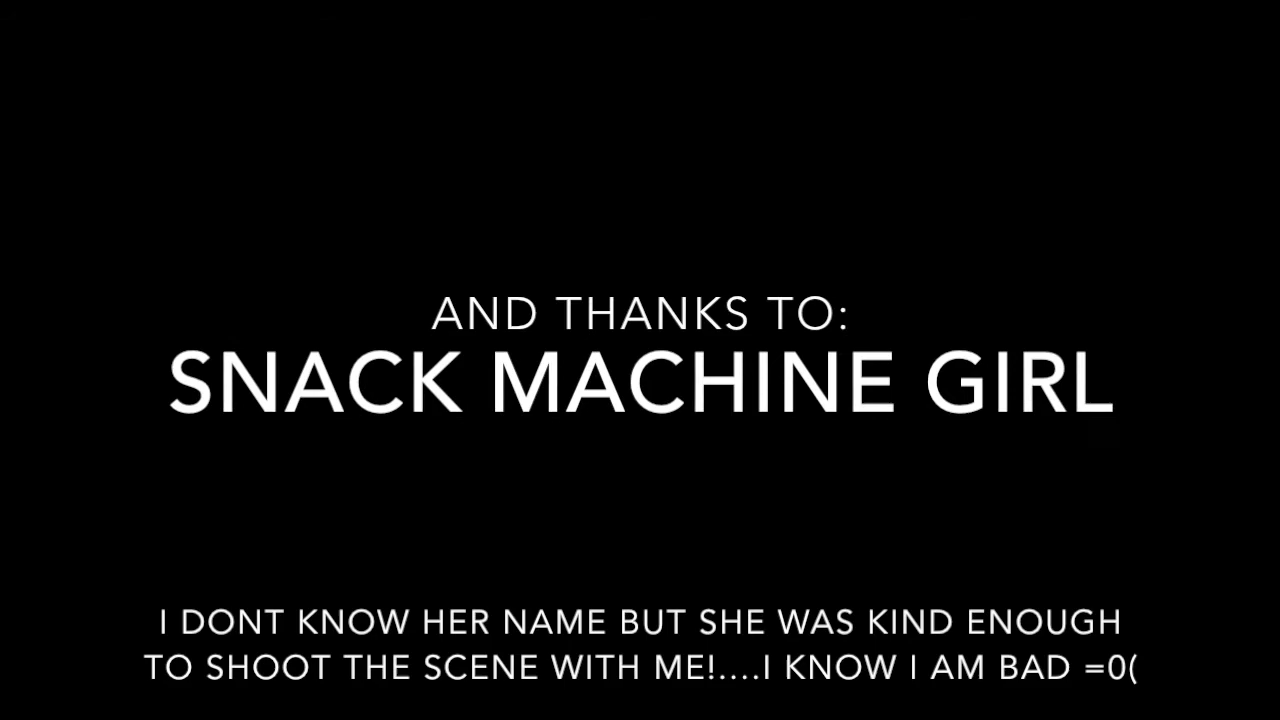 AND THANKS TO:
SNACK MACHINE GIRL
I DONT KNOW HER NAME BUT SHE WAS KIND ENOUGH
TO SHOOT THE SCENE WITH ME!....I KNOW I AM BAD =0(